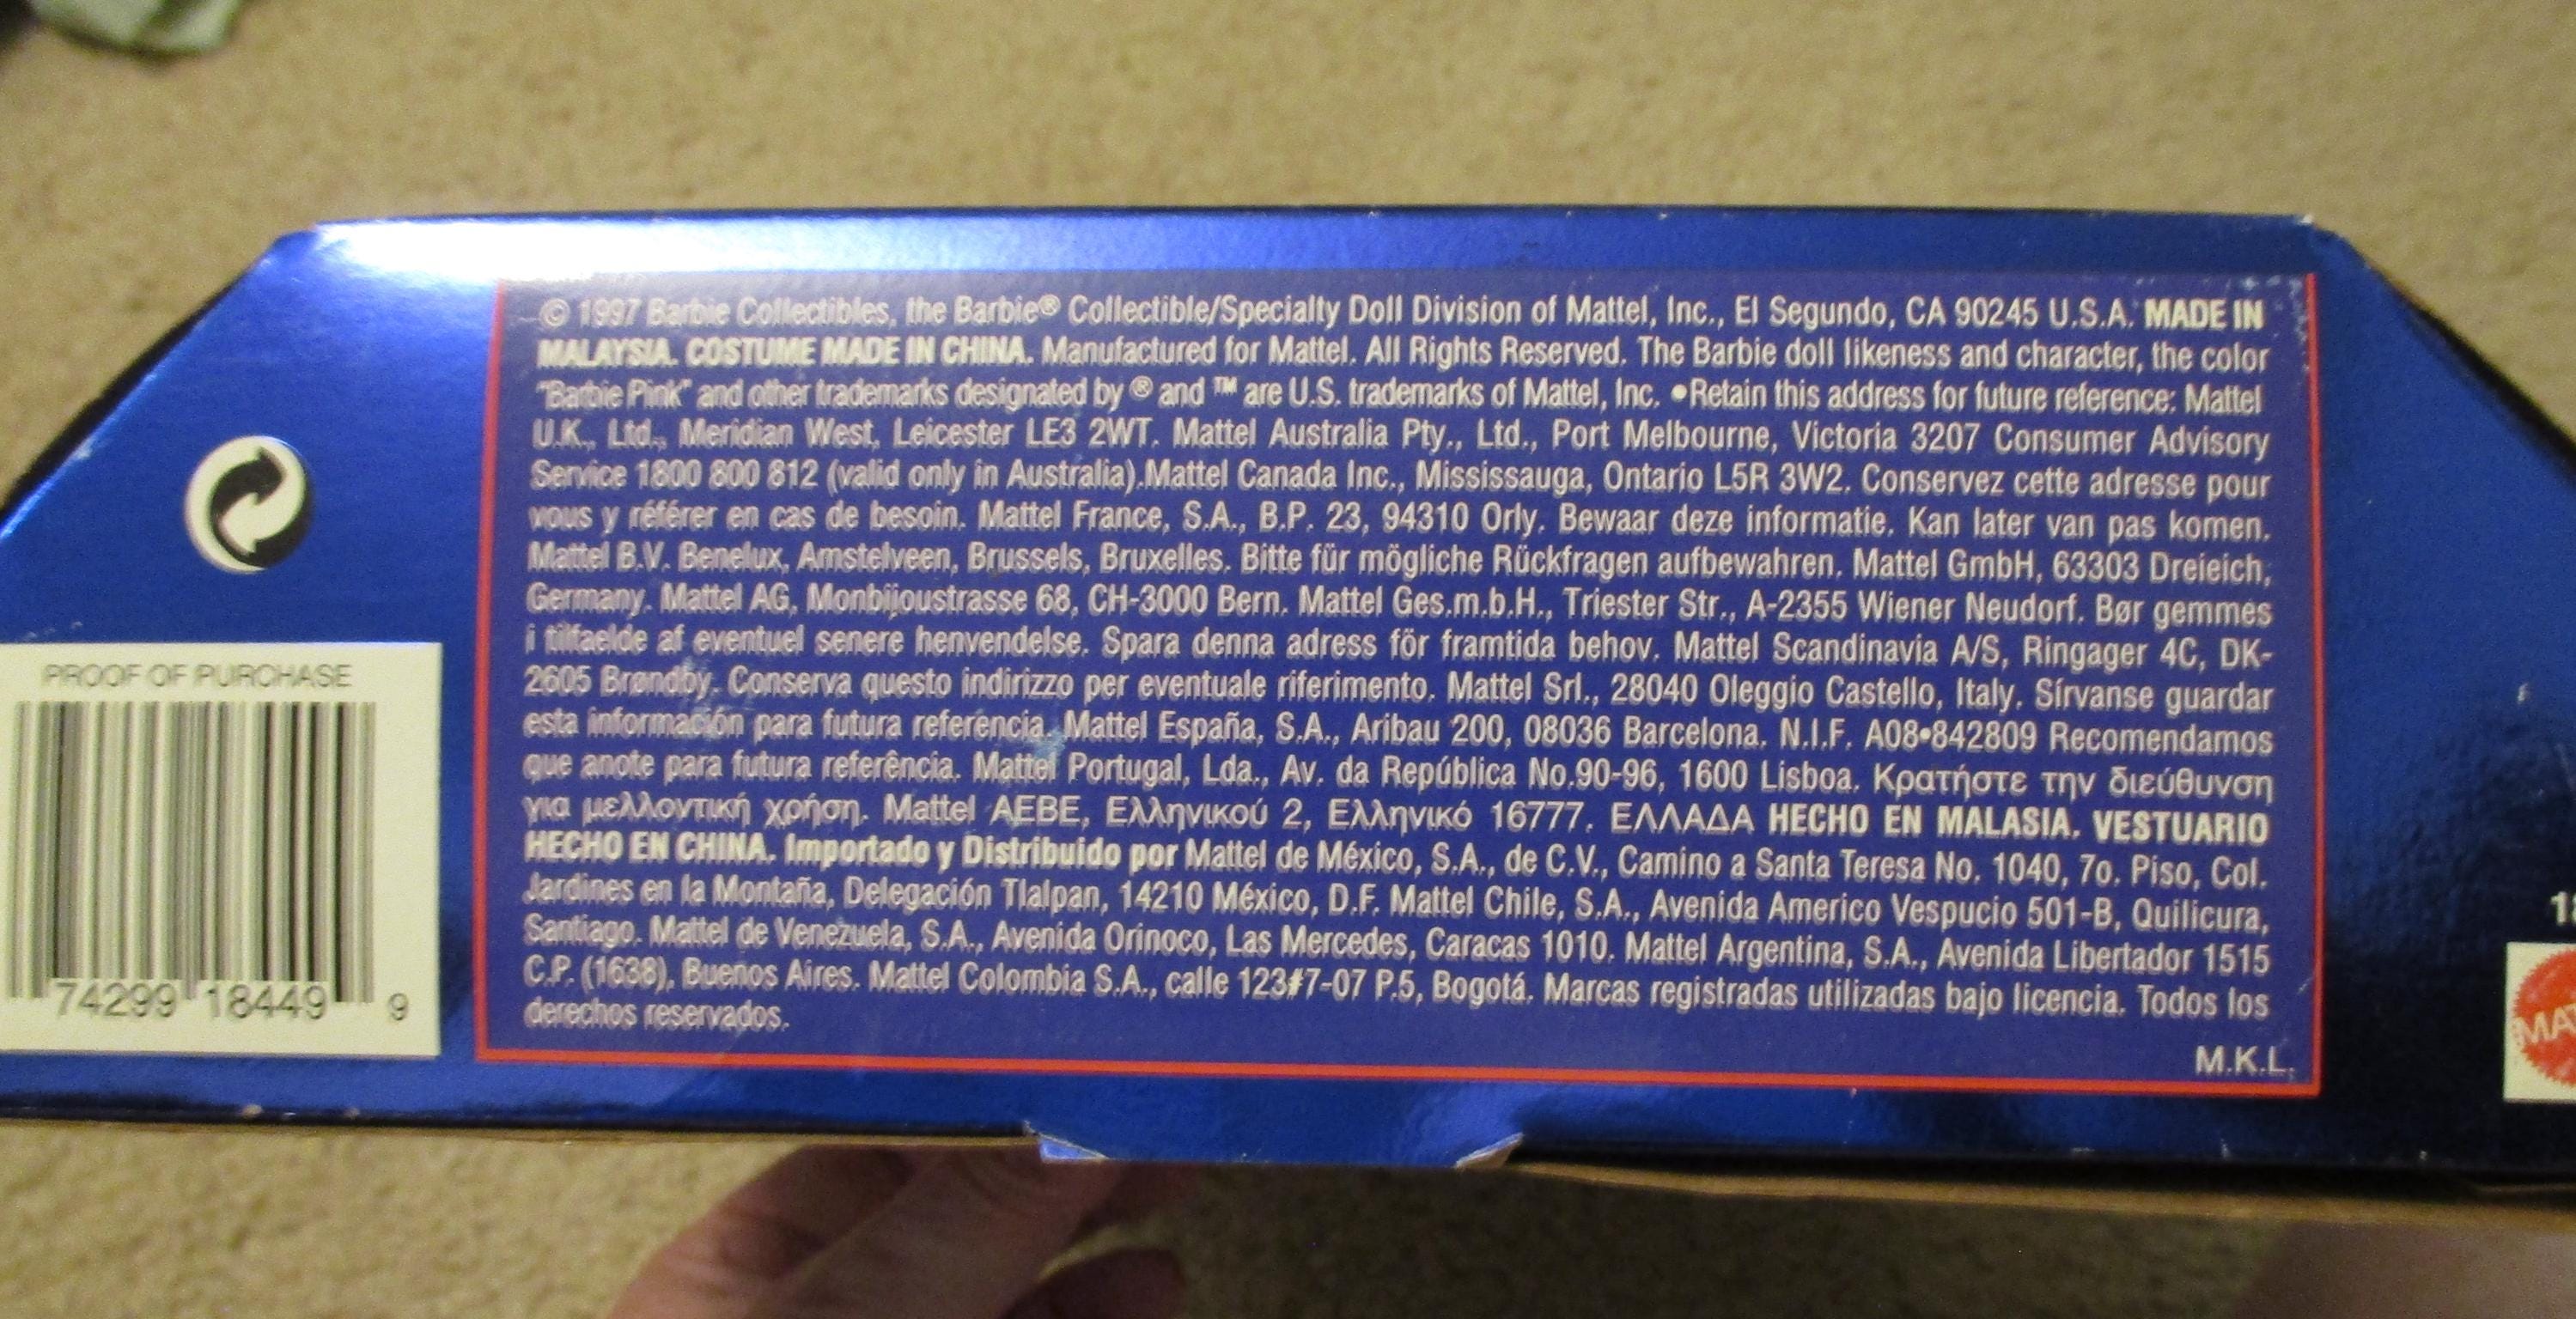 © 1997 Barbie Collectibles, the Barbie® Collectible/Specialty Doll Division of Mattel, Inc., El Segundo, CA 90245 U.S.A. MADE IN
MALAYSIA. COSTUME MADE IN CHINA. Manufactured for Mattel. All Rights Reserved. The Barbie doll likeness and character, the color
"Barbie Pink" and other trademarks designated by ® and ™ are U.S. trademarks of Mattel, Inc. •Retain this address for future reference: Mattel
U.K., Ltd., Meridian West, Leicester LE3 2WT. Mattel Australia Pty., Ltd., Port Melbourne, Victoria 3207 Consumer Advisory
Service 1800 800 812 (valid only in Australia).Mattel Canada Inc., Mississauga, Ontario L5R 3W2. Conservez cette adresse pour
vous y référer en cas de besoin. Mattel France, S.A., B.P. 23, 94310 Orly. Bewaar deze informatie. Kan later van pas komen.
Mattel B.V. Benelux, Amstelveen, Brussels, Bruxelles. Bitte für mögliche Rückfragen aufbewahren. Mattel GmbH, 63303 Dreieich,
Germany. Mattel AG, Monbijoustrasse 68, CH-3000 Bern. Mattel Ges.m.b.H., Triester Str., A-2355 Wiener Neudorf. Bør gemmes
i tilfaelde af eventuel senere henvendelse. Spara denna adress för framtida behov. Mattel Scandinavia A/S, Ringager 4C, DK-
2605 Brøndby. Conserva questo indirizzo per eventuale riferimento. Mattel Srl., 28040 Oleggio Castello, Italy. Sírvanse guardar
esta información para futura referencia. Mattel España, S.A., Aribau 200, 08036 Barcelona. N.I.F. A08•842809 Recomendamos
que anote para futura referência. Mattel Portugal, Lda., Av. da República No.90-96, 1600 Lisboa. Κρατήστε την διεύθυνση
για μελλοντική χρήση. Mattel AEBE, Ελληνικού 2, Ελληνικό 16777. ΕΛΛΑΔΑ HECHO EN MALASIA. VESTUARIO
HECHO EN CHINA. Importado y Distribuido por Mattel de México, S.A., de C.V., Camino a Santa Teresa No. 1040, 7o. Piso, Col.
Jardines en la Montaña, Delegación Tlalpan, 14210 México, D.F. Mattel Chile, S.A., Avenida Americo Vespucio 501-B, Quilicura,
Santiago. Mattel de Venezuela, S.A., Avenida Orinoco, Las Mercedes, Caracas 1010. Mattel Argentina, S.A., Avenida Libertador 1515
C.P. (1638), Buenos Aires. Mattel Colombia S.A., calle 123#7-07 P.5, Bogotá. Marcas registradas utilizadas bajo licencia. Todos los
derechos reservados.
M.K.L.
PROOF OF PURCHASE
74299 18449 9